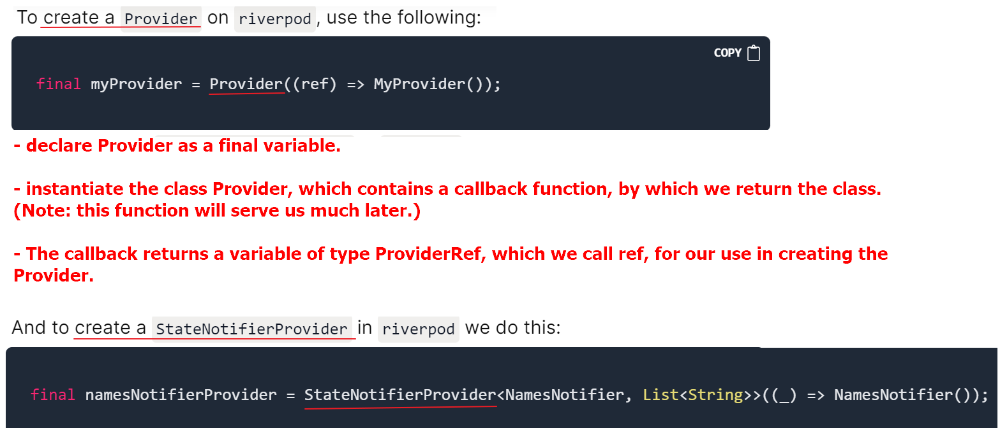 To create a Provider on riverpod, use the following:
COPY
final myProvider = Provider((ref) => MyProvider());
- declare Provider as a final variable.
- instantiate the class Provider, which contains a callback function, by which we return the class.
(Note: this function will serve us much later.)
- The callback returns a variable of type ProviderRef, which we call ref, for our use in creating the
Provider.
And to create a StateNotifierProvider in riverpod we do this:
final namesNotifierProvider = StateNotifierProvider<NamesNotifier, List<String>>((_) => NamesNotifier());